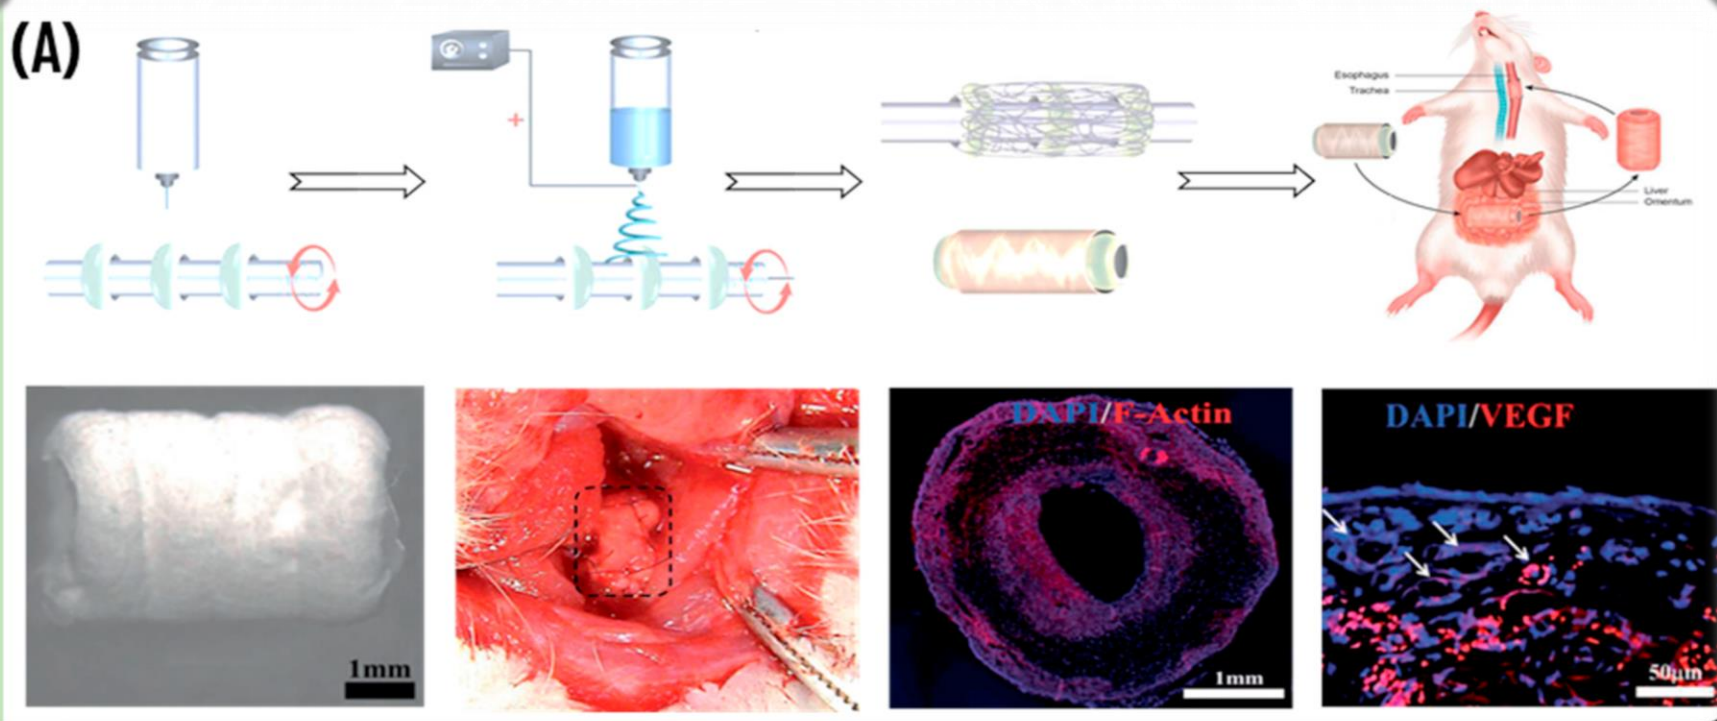 (A)
+
Esophagus
Trachea
Liver
Omentum
1mm
DAPI/F-Actin
1mm
DAPI/VEGF
50μm